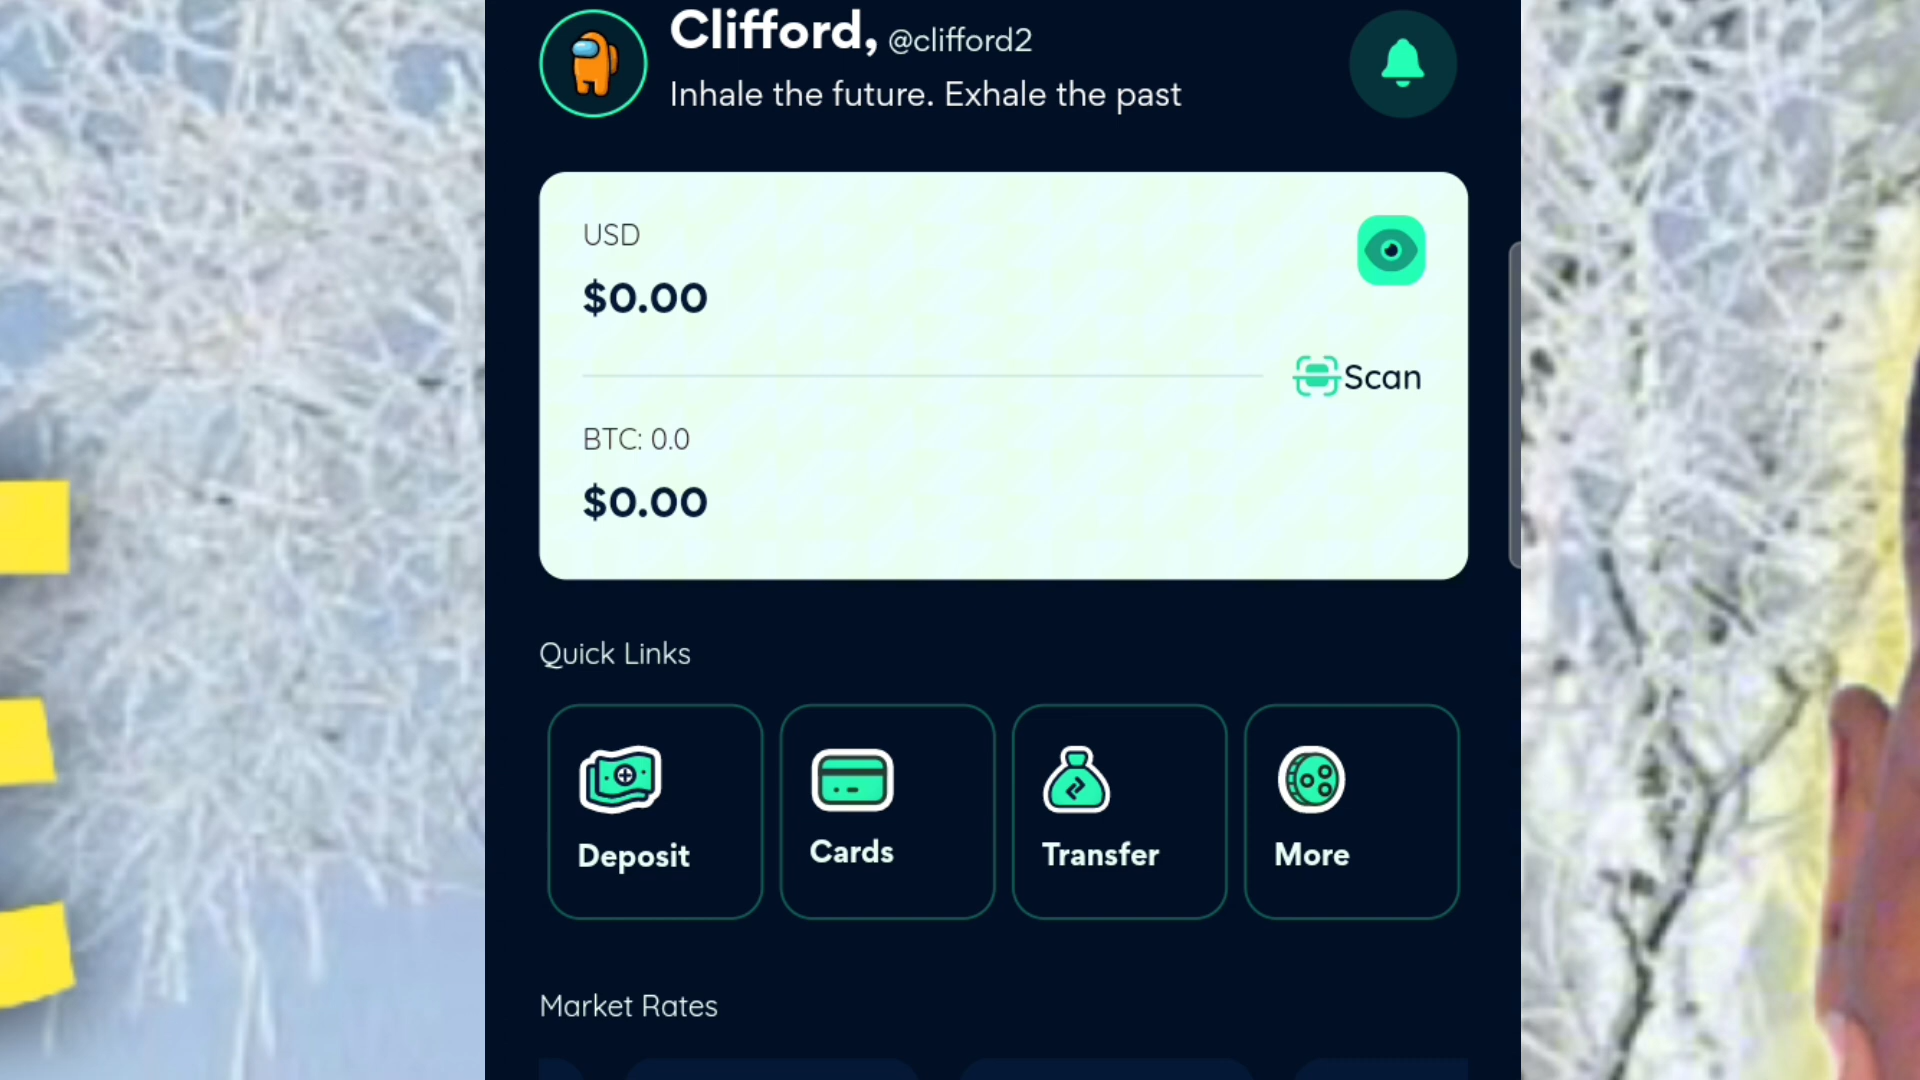 Clifford, @clifford2
Inhale the future. Exhale the past
USD
$0.00
Scan
BTC: 0.0
$0.00
Quick Links
Deposit
Cards
Transfer
More
Market Rates